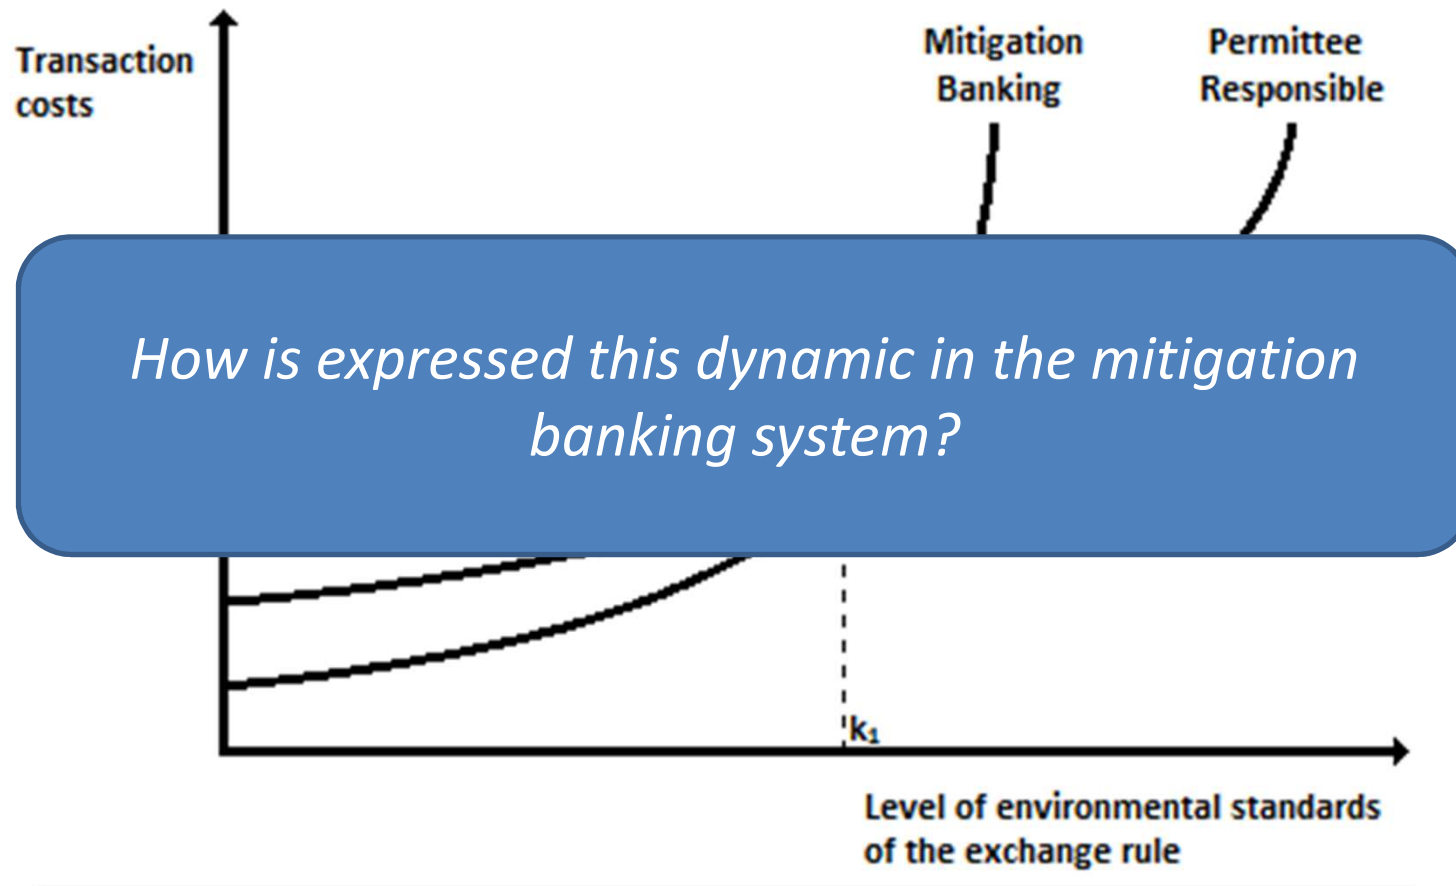 Transaction
costs
Mitigation
Banking
Permittee
Responsible
How is expressed this dynamic in the mitigation
banking system?
k₁
Level of environmental standards
of the exchange rule